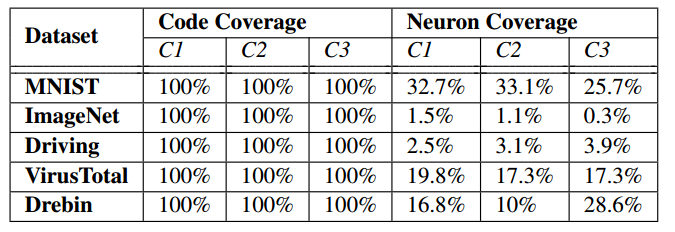 Dataset Code Coverage Neuron Coverage
C1 C2 C3 C1 C2 C3
MNIST 100% 100% 100% 32.7% 33.1% 25.7%
ImageNet 100% 100% 100% 1.5% 1.1% 0.3%
Driving 100% 100% 100% 2.5% 3.1% 3.9%
VirusTotal 100% 100% 100% 19.8% 17.3% 17.3%
Drebin 100% 100% 100% 16.8% 10% 28.6%